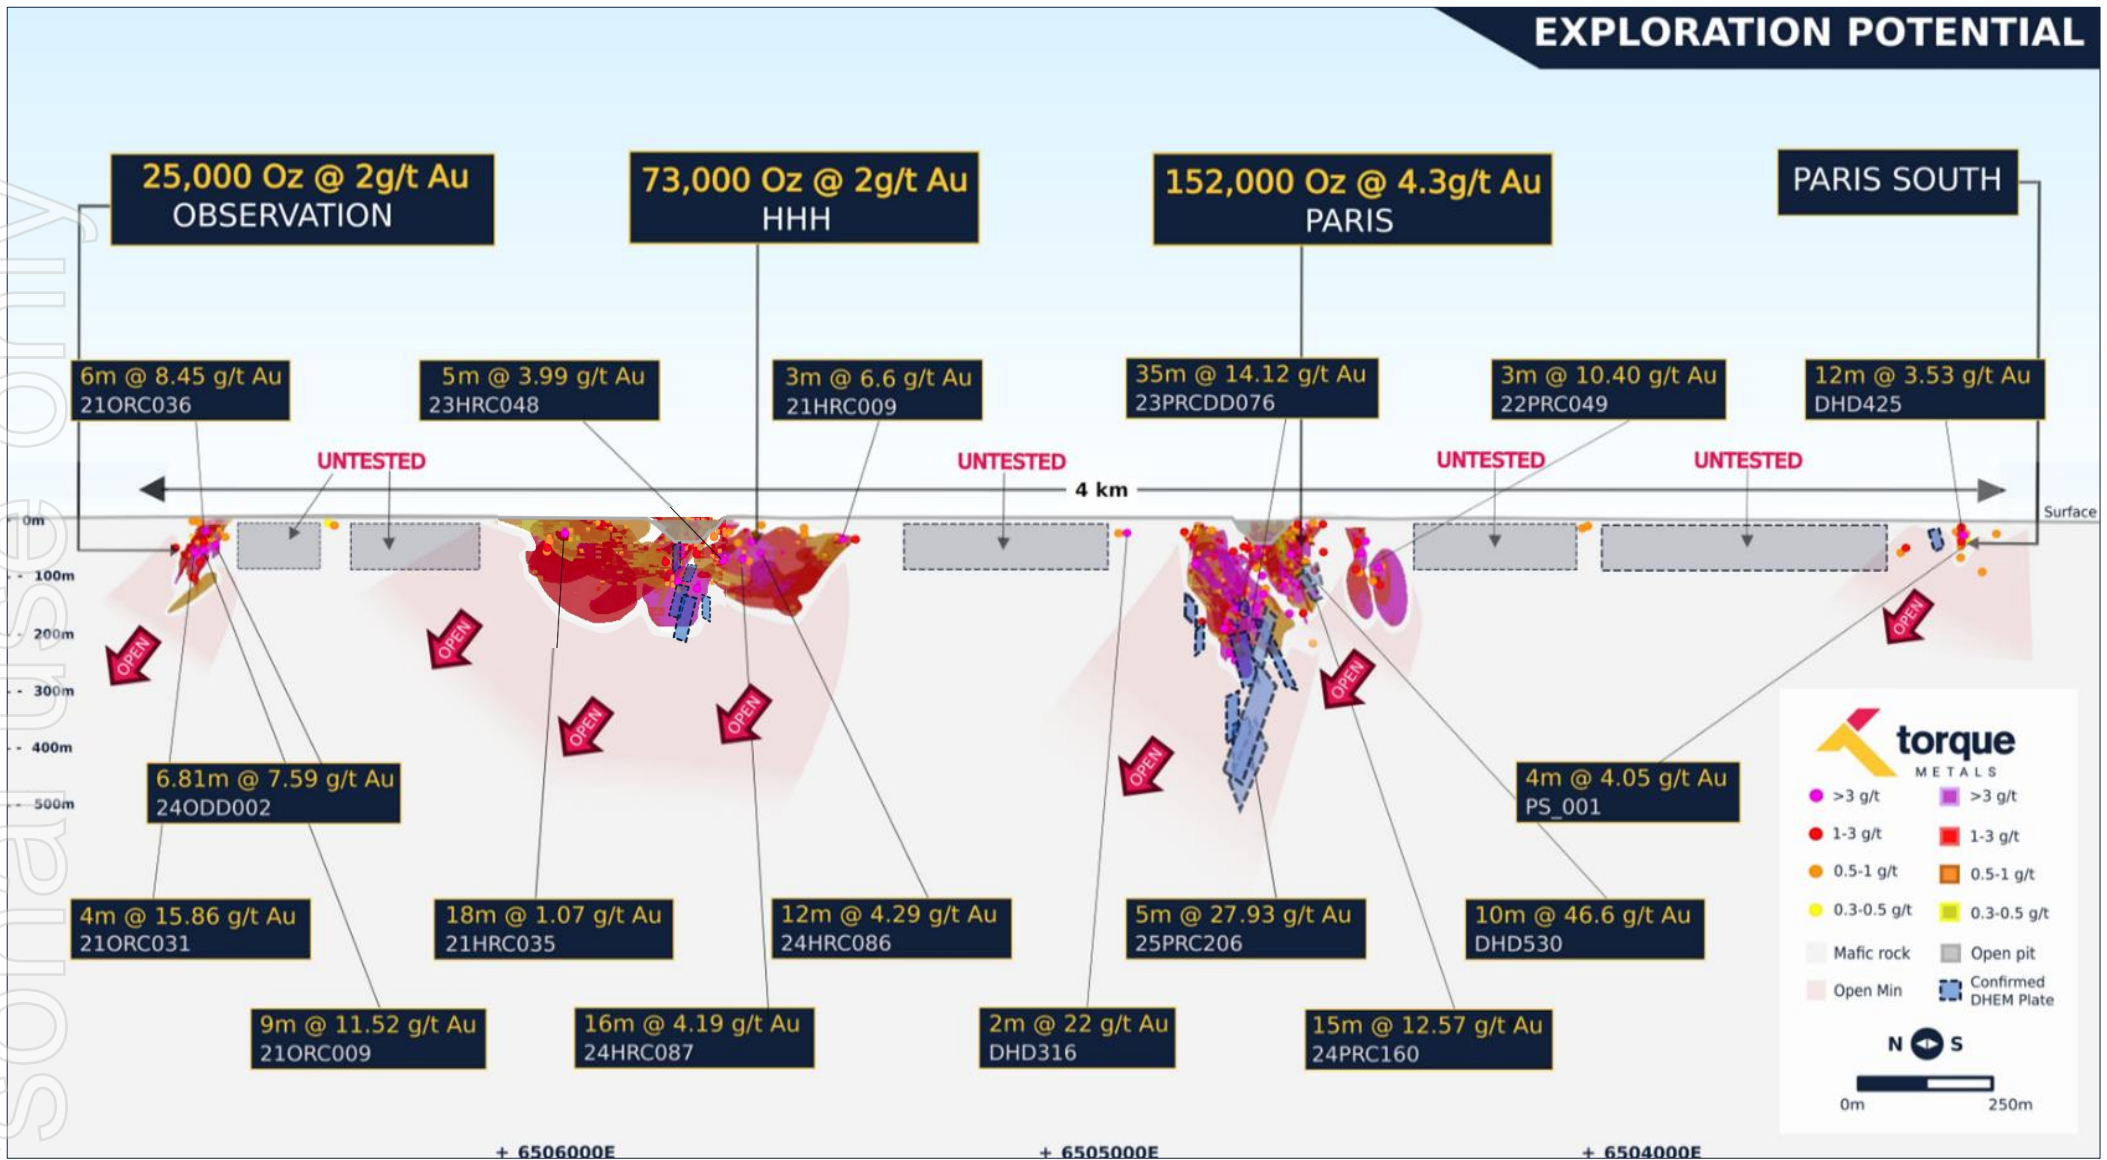 EXPLORATION POTENTIAL
25,000 Oz @ 2g/t Au
OBSERVATION
73,000 Oz @ 2g/t Au
HHH
152,000 Oz @ 4.3g/t Au
PARIS
PARIS SOUTH
6m @ 8.45 g/t Au
21ORC036
5m @ 3.99 g/t Au
23HRC048
3m @ 6.6 g/t Au
21HRC009
35m @ 14.12 g/t Au
23PRCDD076
3m @ 10.40 g/t Au
22PRC049
12m @ 3.53 g/t Au
DHD425
UNTESTED
UNTESTED
UNTESTED
UNTESTED
4 km
Surface
0m
100m
200m
300m
400m
500m
OPEN
OPEN
OPEN
OPEN
OPEN
OPEN
OPEN
6.81m @ 7.59 g/t Au
24ODD002
4m @ 4.05 g/t Au
PS_001
4m @ 15.86 g/t Au
21ORC031
18m @ 1.07 g/t Au
21HRC035
12m @ 4.29 g/t Au
24HRC086
5m @ 27.93 g/t Au
25PRC206
10m @ 46.6 g/t Au
DHD530
9m @ 11.52 g/t Au
21ORC009
16m @ 4.19 g/t Au
24HRC087
2m @ 22 g/t Au
DHD316
15m @ 12.57 g/t Au
24PRC160
torque
METALS
>3 g/t
>3 g/t
1-3 g/t
1-3 g/t
0.5-1 g/t
0.5-1 g/t
0.3-0.5 g/t
0.3-0.5 g/t
Mafic rock
Open pit
Open Min
Confirmed
DHEM Plate
N S
0m 250m
+ 6506000E
+ 6505000E
+ 6504000E
sonal use only